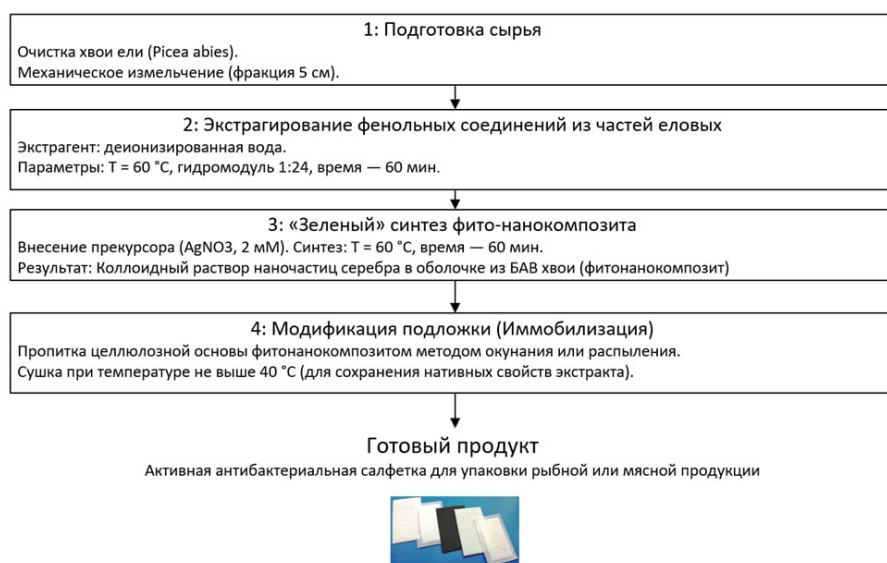 1: Подготовка сырья
Очистка хвои ели (Picea abies).
Механическое измельчение (фракция 5 см).
2: Экстрагирование фенольных соединений из частей еловых
Экстрагент: деионизированная вода.
Параметры: T = 60 °C, гидромодуль 1:24, время — 60 мин.
3: «Зеленый» синтез фито-нанокомпозита
Внесение прекурсора (AgNO3, 2 мМ). Синтез: T = 60 °C, время — 60 мин.
Результат: Коллоидный раствор наночастиц серебра в оболочке из БАВ хвои (фитонанокомпозит)
4: Модификация подложки (Иммобилизация)
Пропитка целлюлозной основы фитонанокомпозитом методом окунания или распыления.
Сушка при температуре не выше 40 °C (для сохранения нативных свойств экстракта).
Готовый продукт
Активная антибактериальная салфетка для упаковки рыбной или мясной продукции